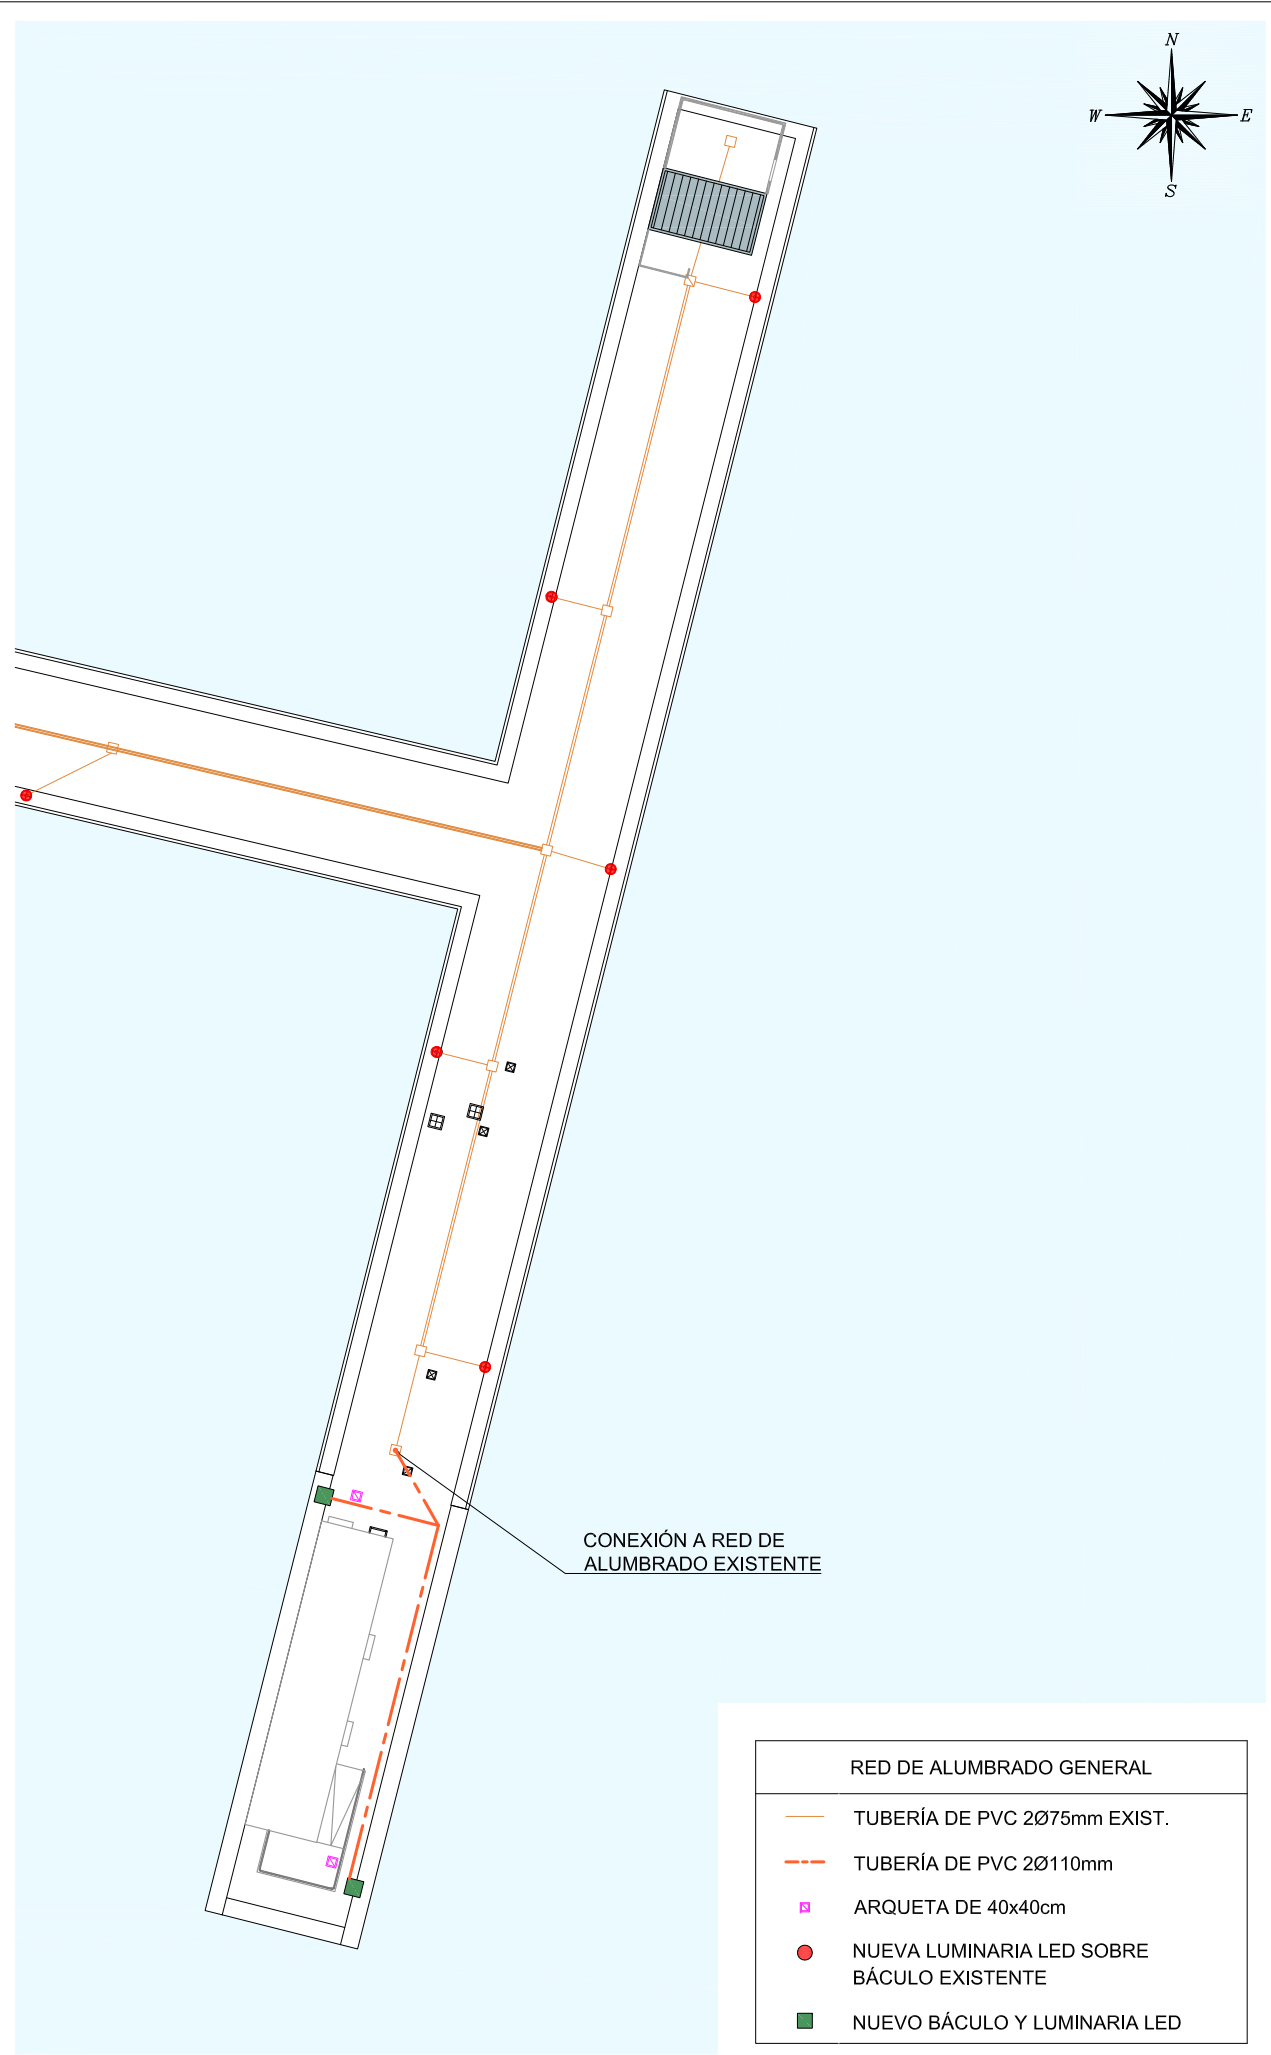 N
W E
S
CONEXIÓN A RED DE
ALUMBRADO EXISTENTE
RED DE ALUMBRADO GENERAL
TUBERÍA DE PVC 2Ø75mm EXIST.
TUBERÍA DE PVC 2Ø110mm
ARQUETA DE 40x40cm
NUEVA LUMINARIA LED SOBRE
BÁCULO EXISTENTE
NUEVO BÁCULO Y LUMINARIA LED